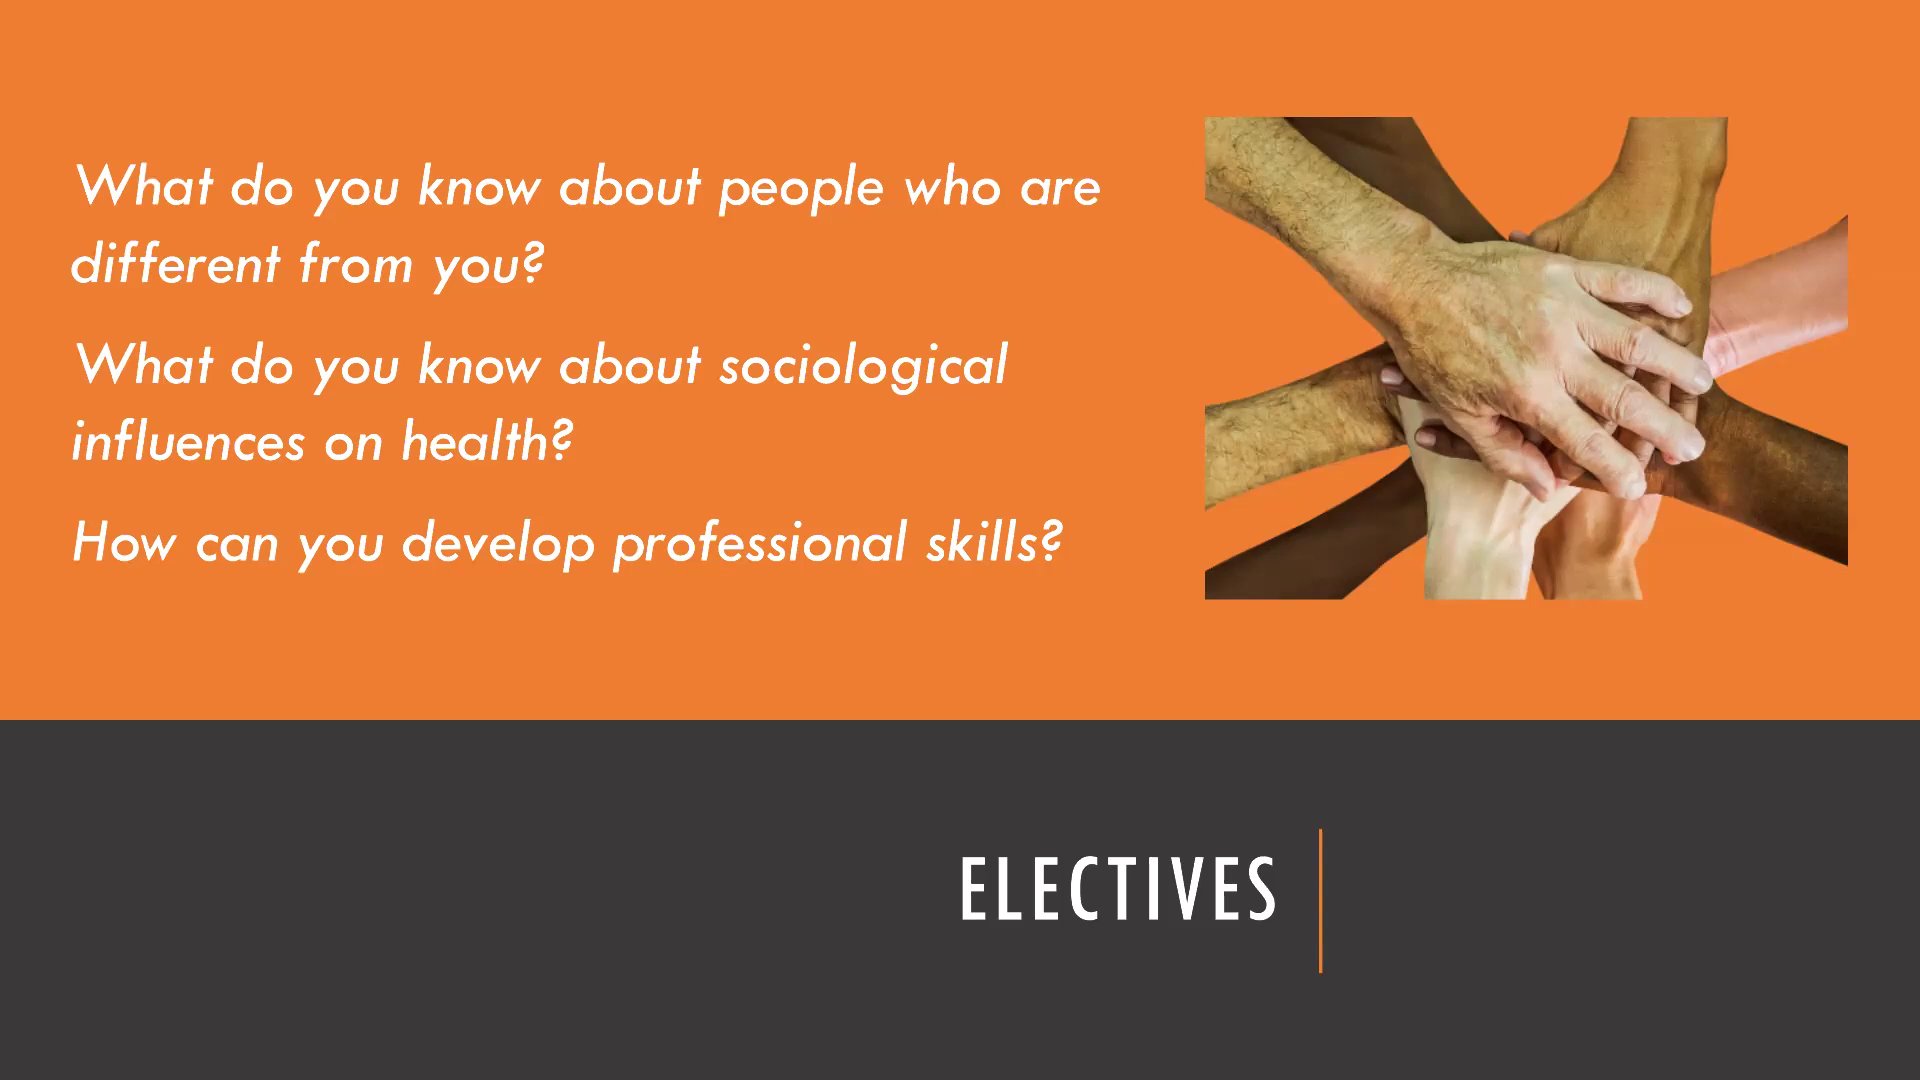 What do you know about people who are
different from you?
What do you know about sociological
influences on health?
How can you develop professional skills?
ELECTIVES